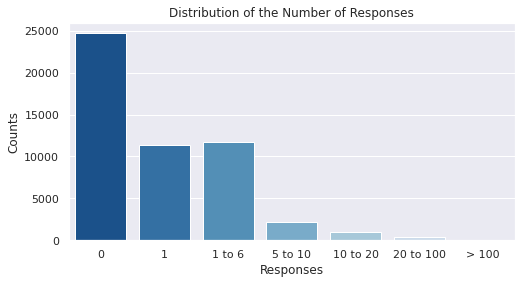 Distribution of the Number of Responses
25000
20000
15000
10000
5000
0
Counts
0 1 1 to 6 5 to 10 10 to 20 20 to 100 > 100
Responses